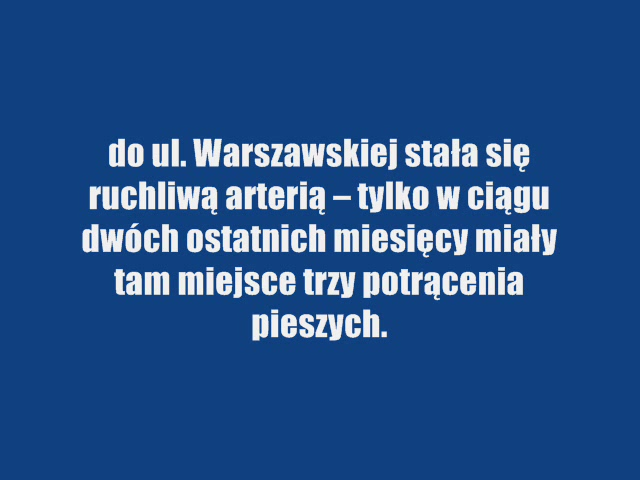 do ul. Warszawskiej stała się
ruchliwą arterią – tylko w ciągu
dwóch ostatnich miesięcy miały
tam miejsce trzy potrącenia
pieszych.